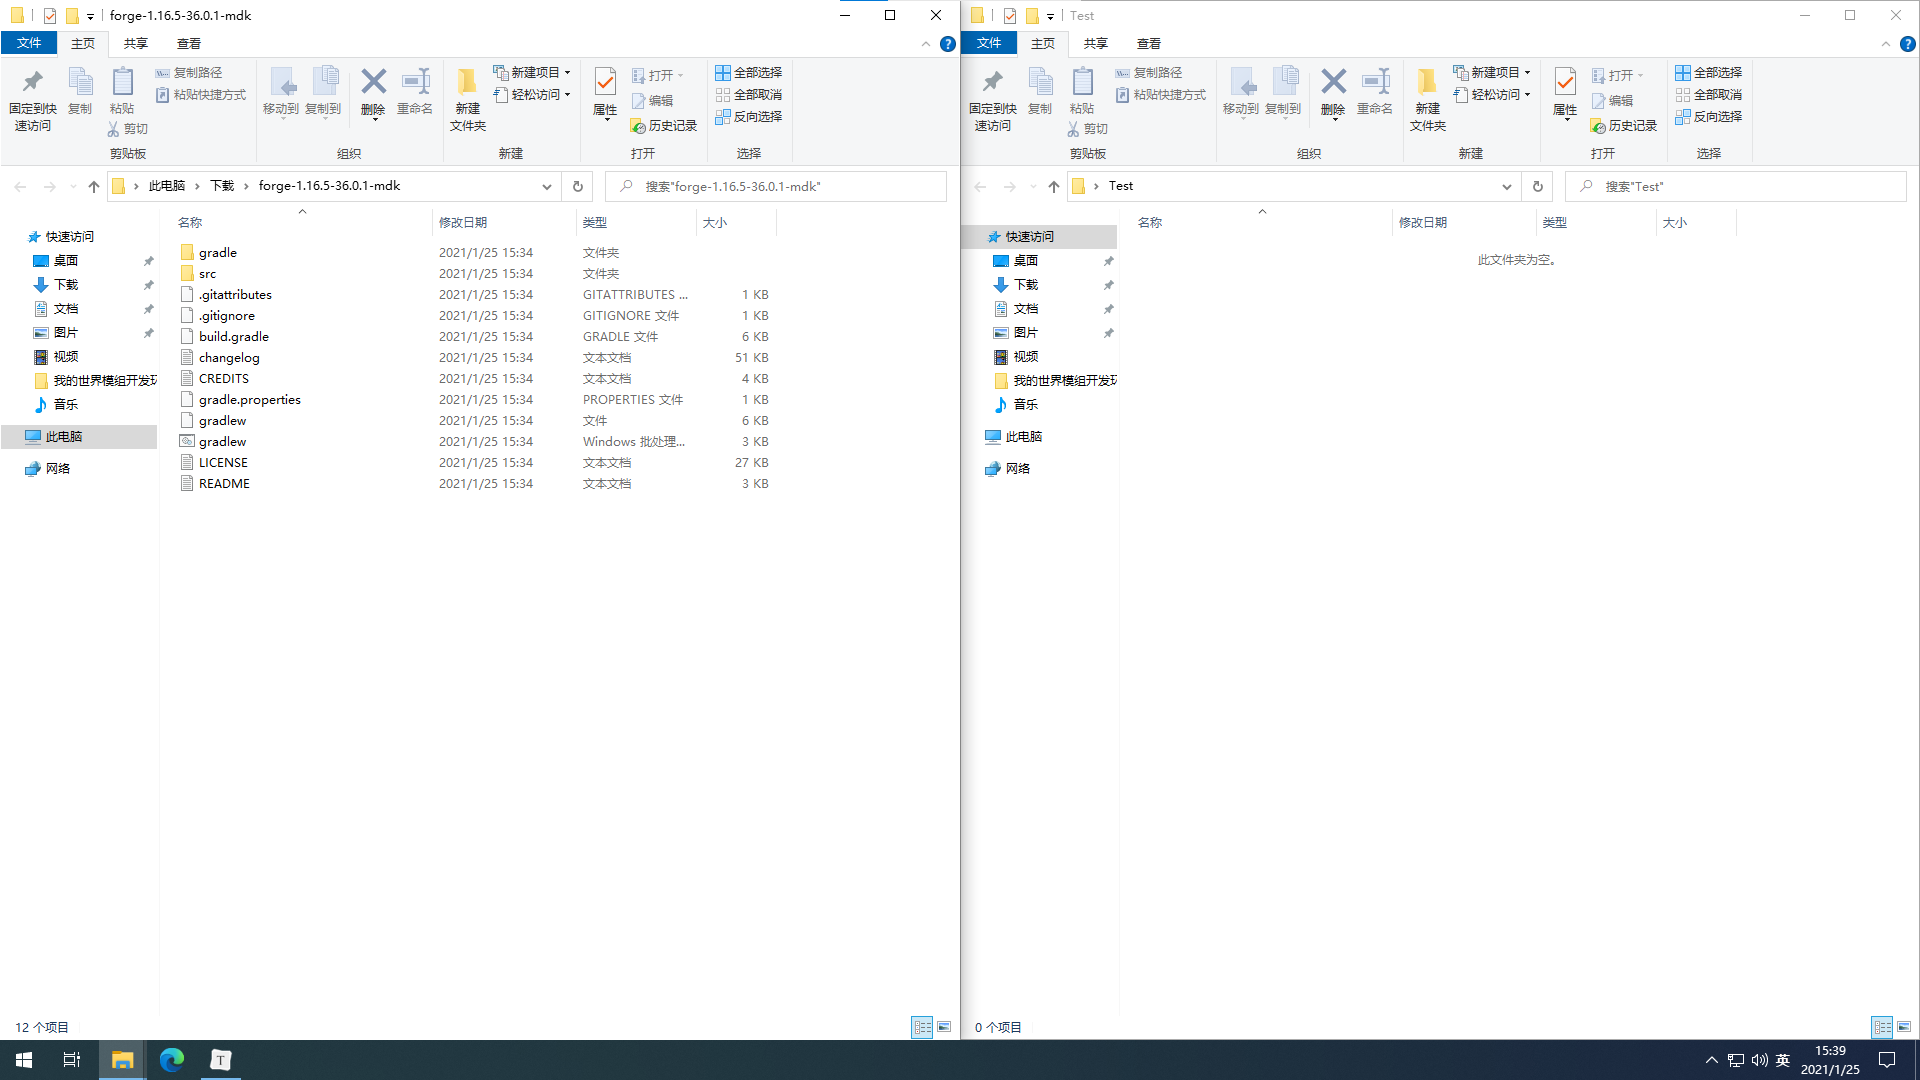 forge-1.16.5-36.0.1-mdk
文件
主页
共享
查看
固定到快
速访问
复制
粘贴
复制路径
粘贴快捷方式
剪切
剪贴板
移动到
复制到
删除
重命名
组织
新建
文件夹
新建项目
轻松访问
新建
属性
打开
编辑
历史记录
打开
全部选择
全部取消
反向选择
选择
此电脑 › 下载 › forge-1.16.5-36.0.1-mdk
搜索"forge-1.16.5-36.0.1-mdk"
快速访问
桌面
下载
文档
图片
视频
我的世界模组开发环
音乐
此电脑
网络
名称 修改日期 类型 大小
gradle 2021/1/25 15:34 文件夹
src 2021/1/25 15:34 文件夹
.gitattributes 2021/1/25 15:34 GITATTRIBUTES ... 1 KB
.gitignore 2021/1/25 15:34 GITIGNORE 文件 1 KB
build.gradle 2021/1/25 15:34 GRADLE 文件 6 KB
changelog 2021/1/25 15:34 文本文档 51 KB
CREDITS 2021/1/25 15:34 文本文档 4 KB
gradle.properties 2021/1/25 15:34 PROPERTIES 文件 1 KB
gradlew 2021/1/25 15:34 文件 6 KB
gradlew 2021/1/25 15:34 Windows 批处理... 3 KB
LICENSE 2021/1/25 15:34 文本文档 27 KB
README 2021/1/25 15:34 文本文档 3 KB
12 个项目
Test
文件
主页
共享
查看
固定到快
速访问
复制
粘贴
复制路径
粘贴快捷方式
剪切
剪贴板
移动到
复制到
删除
重命名
组织
新建
文件夹
新建项目
轻松访问
新建
属性
打开
编辑
历史记录
打开
全部选择
全部取消
反向选择
选择
Test
搜索"Test"
快速访问
桌面
下载
文档
图片
视频
我的世界模组开发环
音乐
此电脑
网络
名称 修改日期 类型 大小
此文件夹为空。
0 个项目
T
英
15:39
2021/1/25